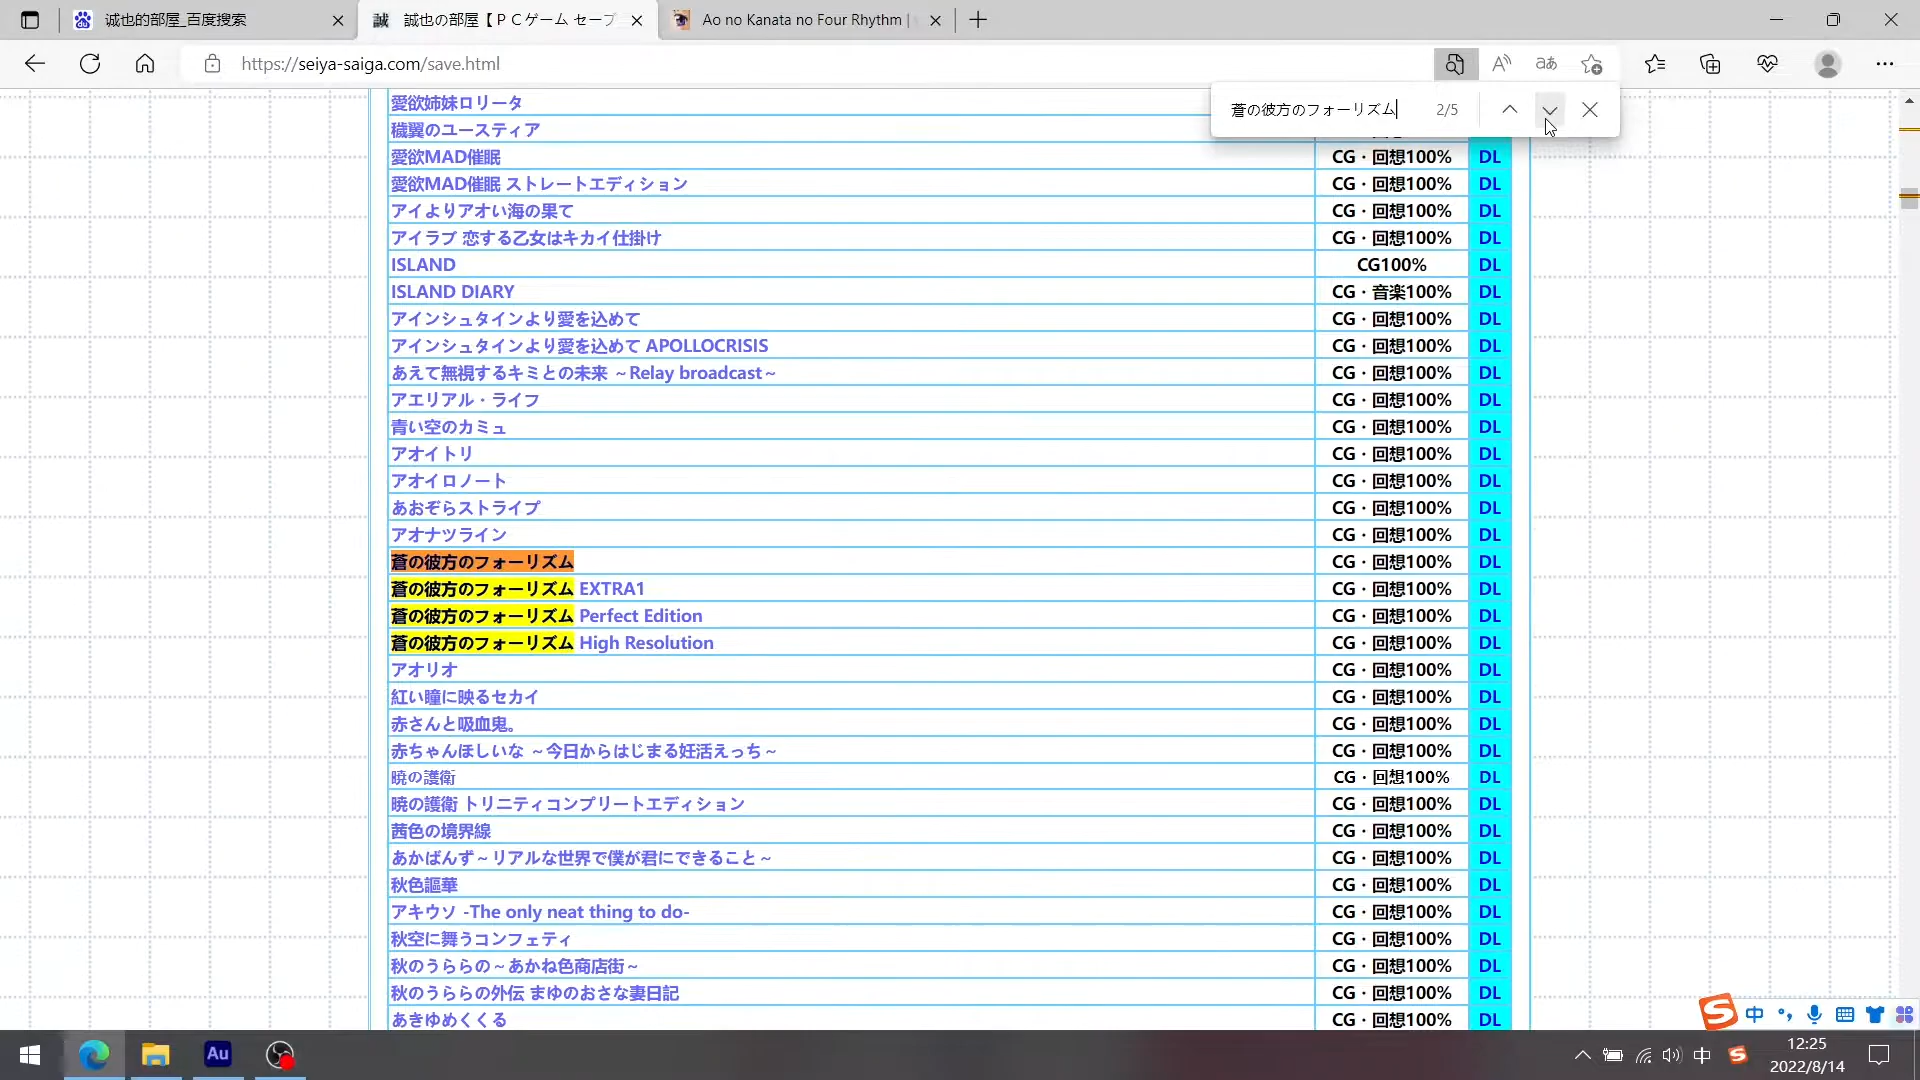 诚也的部屋_百度搜索
誠也の部屋【ＰＣゲーム セーブ
Ao no Kanata no Four Rhythm |
https://seiya-saiga.com/save.html
蒼の彼方のフォーリズム 2/5
愛欲姉妹ロリータ
穢翼のユースティア
愛欲MAD催眠 CG・回想100% DL
愛欲MAD催眠 ストレートエディション CG・回想100% DL
アイよりアオい海の果て CG・回想100% DL
アイラブ 恋する乙女はキカイ仕掛け CG・回想100% DL
ISLAND CG100% DL
ISLAND DIARY CG・音楽100% DL
アインシュタインより愛を込めて CG・回想100% DL
アインシュタインより愛を込めて APOLLOCRISIS CG・回想100% DL
あえて無視するキミとの未来 ～Relay broadcast～ CG・回想100% DL
アエリアル・ライフ CG・回想100% DL
青い空のカミュ CG・回想100% DL
アオイトリ CG・回想100% DL
アオイロノート CG・回想100% DL
あおぞらストライプ CG・回想100% DL
アオナツライン CG・回想100% DL
蒼の彼方のフォーリズム CG・回想100% DL
蒼の彼方のフォーリズム EXTRA1 CG・回想100% DL
蒼の彼方のフォーリズム Perfect Edition CG・回想100% DL
蒼の彼方のフォーリズム High Resolution CG・回想100% DL
アオリオ CG・回想100% DL
紅い瞳に映るセカイ CG・回想100% DL
赤さんと吸血鬼。 CG・回想100% DL
赤ちゃんほしいな ～今日からはじまる妊活えっち～ CG・回想100% DL
暁の護衛 CG・回想100% DL
暁の護衛 トリニティコンプリートエディション CG・回想100% DL
茜色の境界線 CG・回想100% DL
あかばんず～リアルな世界で僕が君にできること～ CG・回想100% DL
秋色謳華 CG・回想100% DL
アキウソ -The only neat thing to do- CG・回想100% DL
秋空に舞うコンフェティ CG・回想100% DL
秋のうららの～あかね色商店街～ CG・回想100% DL
秋のうららの外伝 まゆのおさな妻日記 CG・回想100% DL
あきゆめくくる CG・回想100% DL
中
Au
中
12:25
2022/8/14